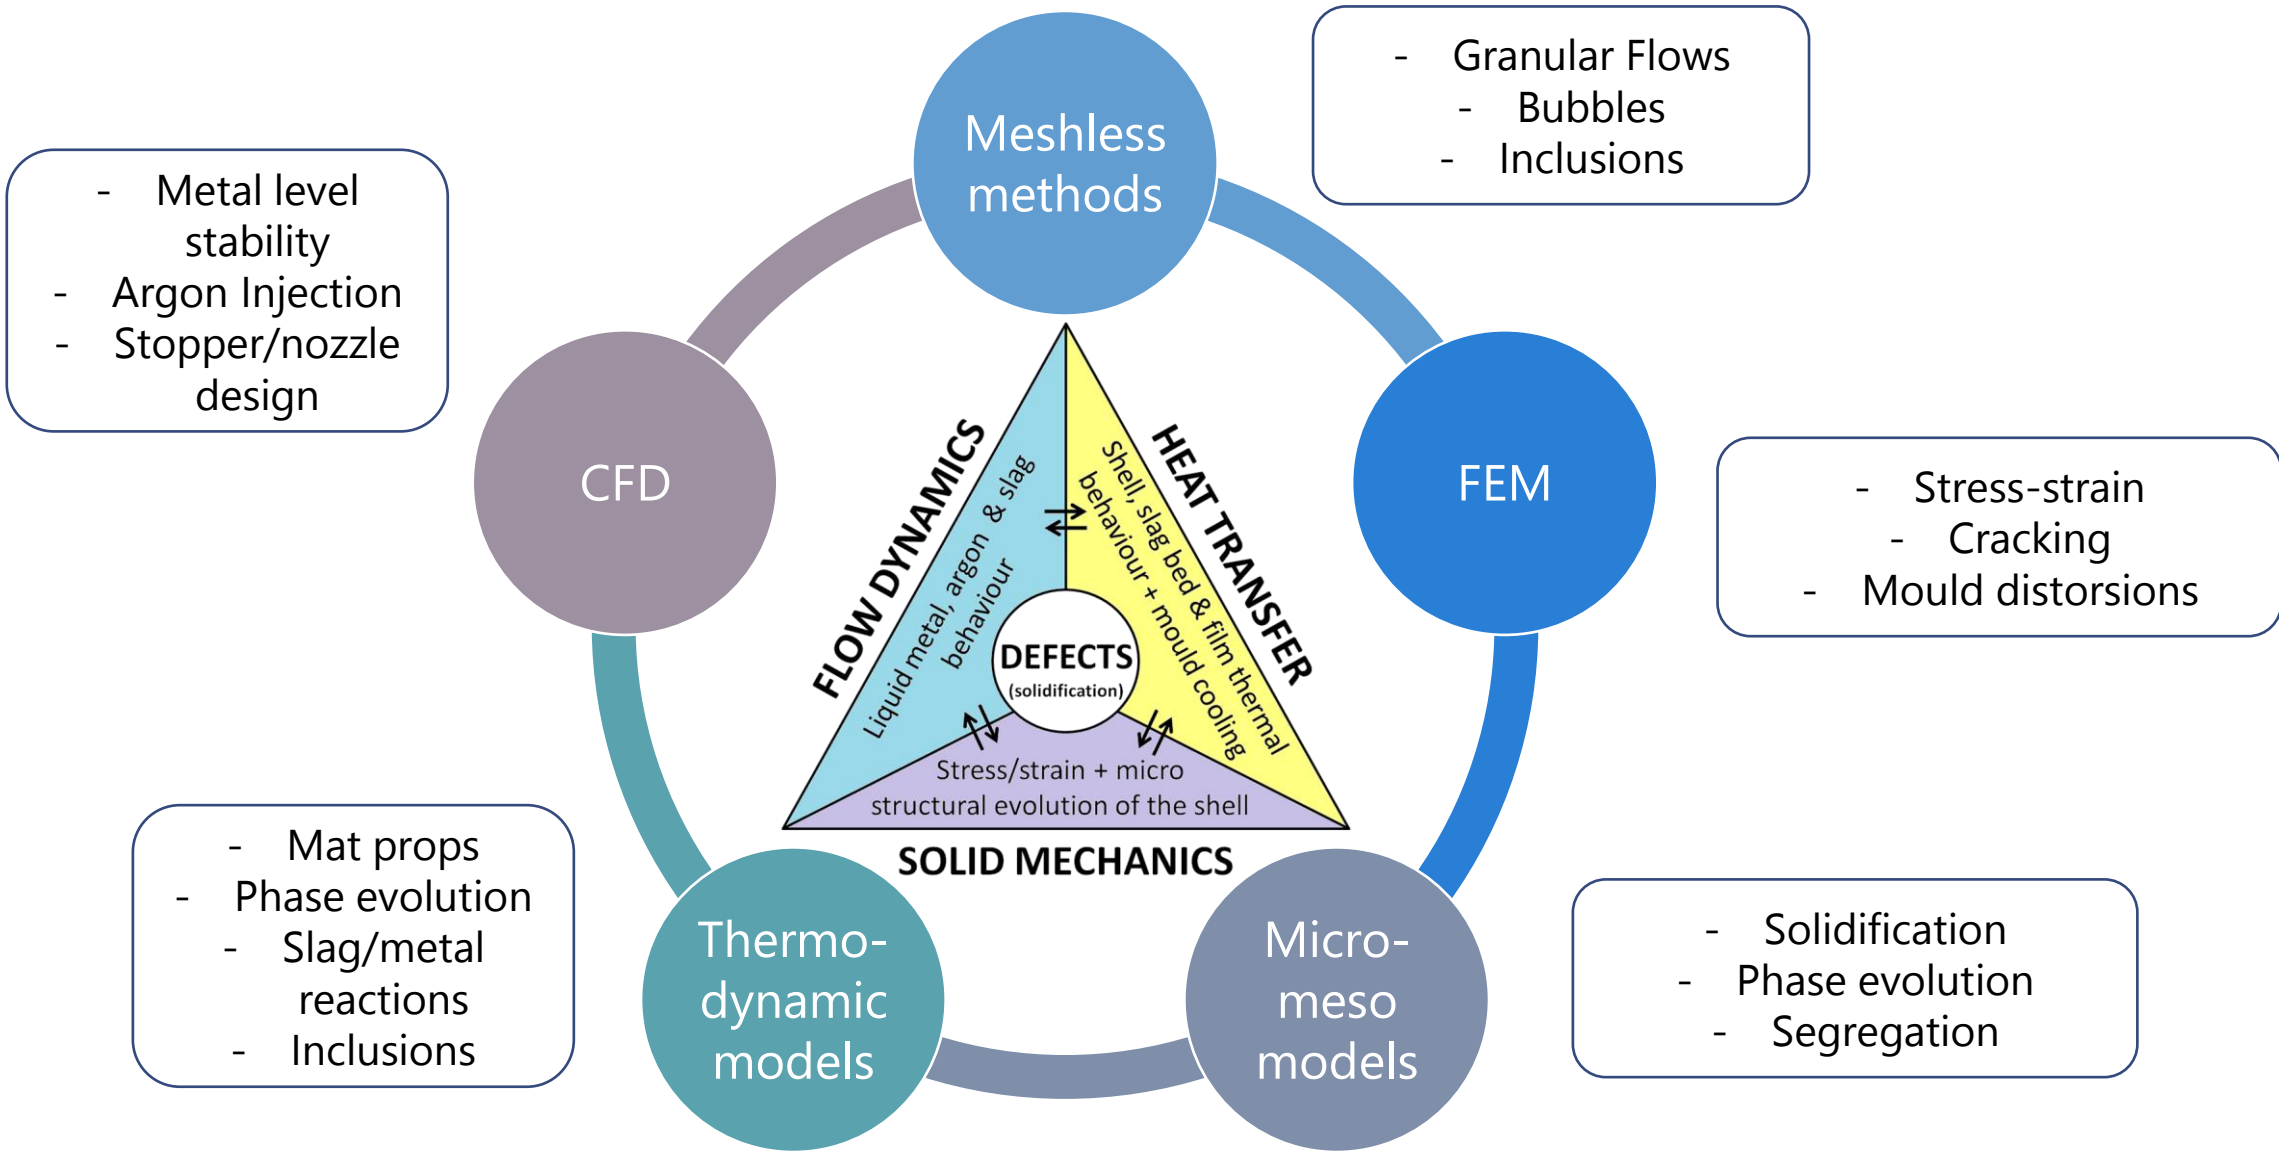 Meshless
methods
- Granular Flows
- Bubbles
- Inclusions
- Metal level
stability
- Argon Injection
- Stopper/nozzle
design
CFD
FEM
- Stress-strain
- Cracking
- Mould distorsions
FLOW DYNAMICS
Liquid metal, argon & slag
behaviour
HEAT TRANSFER
Shell, slag bed & film thermal
behaviour + mould cooling
DEFECTS
(solidification)
Stress/strain + micro
structural evolution of the shell
SOLID MECHANICS
- Mat props
- Phase evolution
- Slag/metal
reactions
- Inclusions
Thermo-
dynamic
models
Micro-
meso
models
- Solidification
- Phase evolution
- Segregation